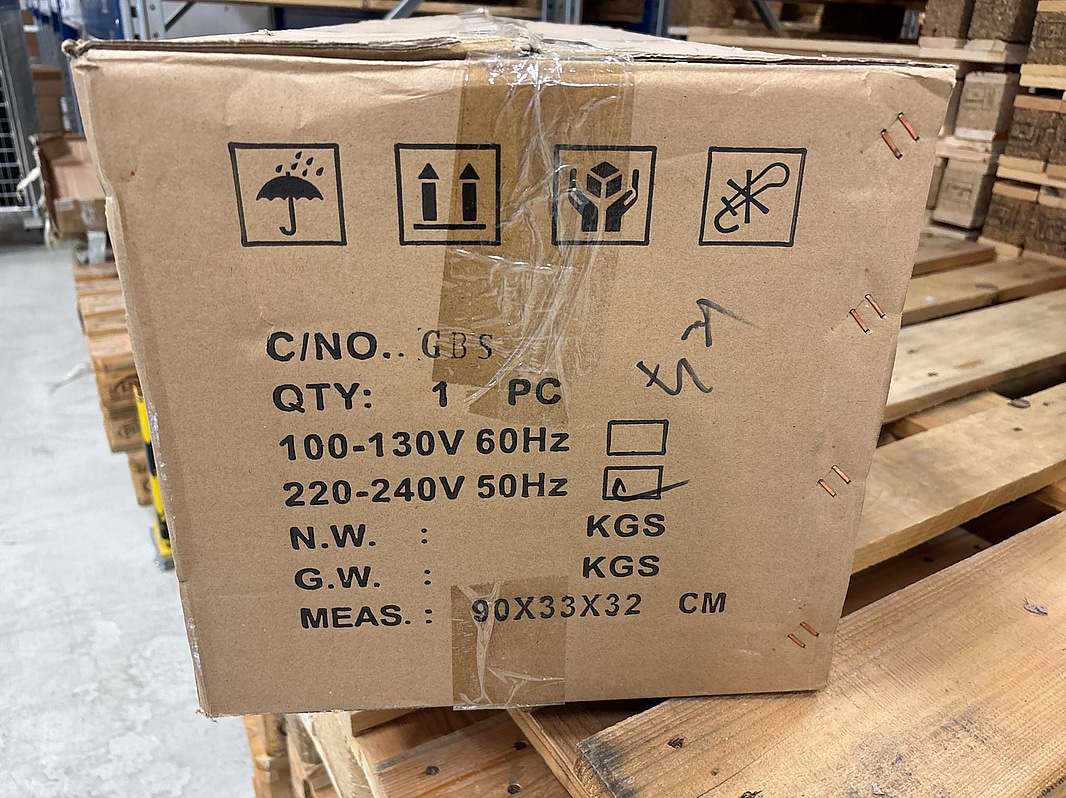 C/NO.. GBS
QTY: 1 PC
100-130V 60Hz
220-240V 50Hz
N.W. : KGS
G.W. : KGS
MEAS. : 90X33X32 CM